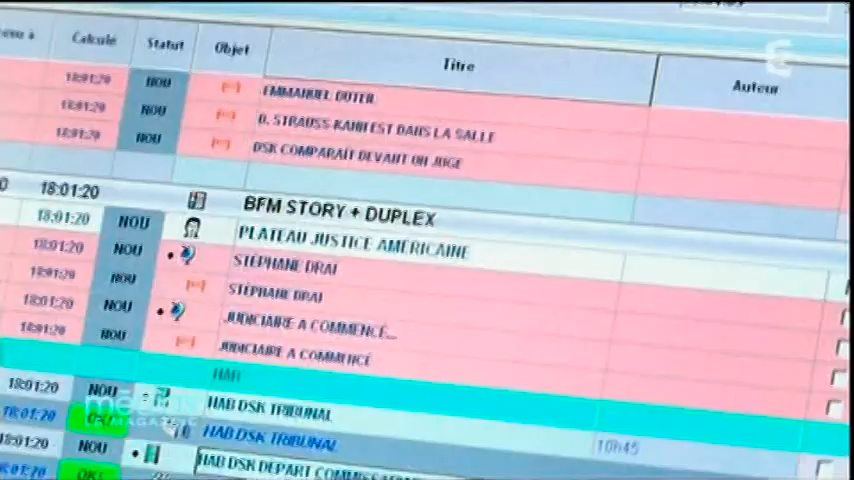 Calculé Statut Objet Titre Auteur
18:01:20 NOU EMMANUEL DUTER
18:01:20 NOU D. STRAUSS-KAHN EST DANS LA SALLE
18:01:20 NOU DSK COMPARAÎT DEVANT UN JUGE
18:01:20 BFM STORY + DUPLEX
18:01:20 NOU PLATEAU JUSTICE AMÉRICAINE
18:01:20 NOU STÉPHANE DRAI
18:01:20 NOU STÉPHANE DRAI
18:01:20 NOU JUDICIAIRE A COMMENCÉ...
18:01:20 NOU JUDICIAIRE A COMMENCÉ
HAB
18:01:20 NOU HAB DSK TRIBUNAL
18:01:20 OK! HAB DSK TRIBUNAL 10h45
18:01:20 NOU HAB DSK DEPART
18:01:20 OK!
MAGAZINE